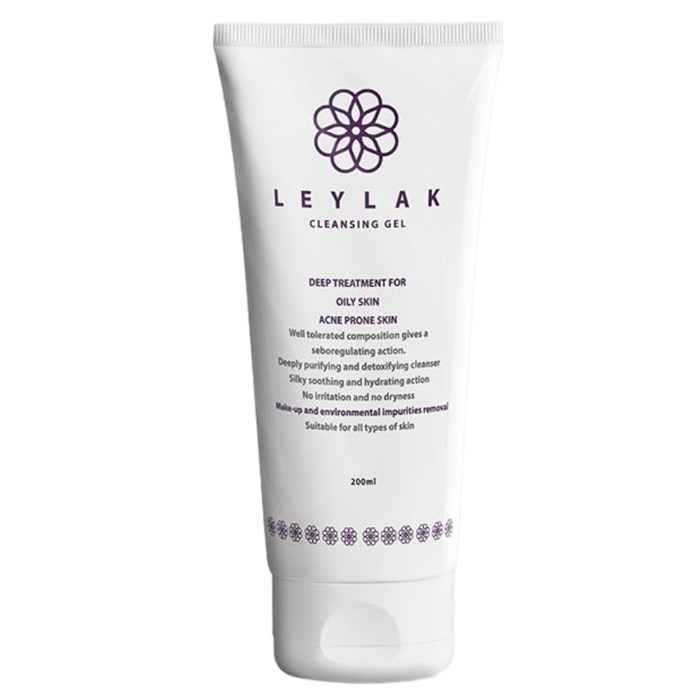 LEYLAK
CLEANSING GEL
DEEP TREATMENT FOR
OILY SKIN
ACNE PRONE SKIN
Well tolerated composition gives a
seboregulating action.
Deeply purifying and detoxifying cleanser
Silky soothing and hydrating action
No irritation and no dryness
Make-up and environmental impurities removal
Suitable for all types of skin
200ml